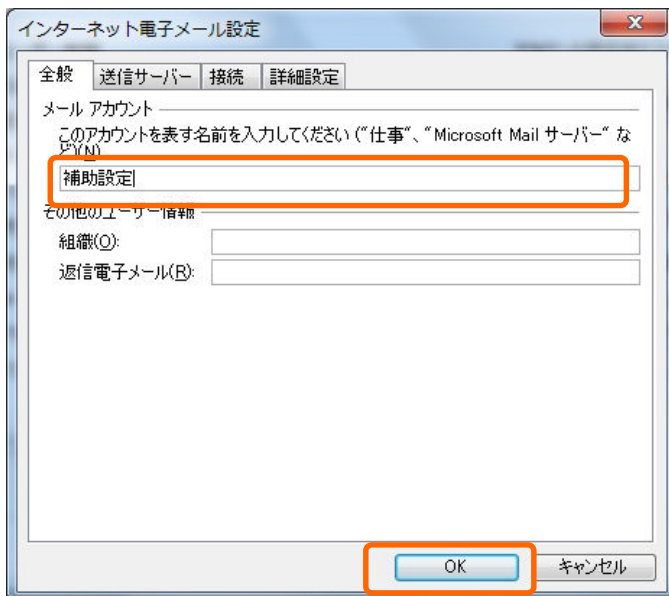 インターネット電子メール設定
全般 送信サーバー 接続 詳細設定
メール アカウント
このアカウントを表す名前を入力してください ("仕事"、"Microsoft Mail サーバー" な
ど)(N)
補助設定
その他のユーザー情報
組織(O):
返信電子メール(R):
OK キャンセル